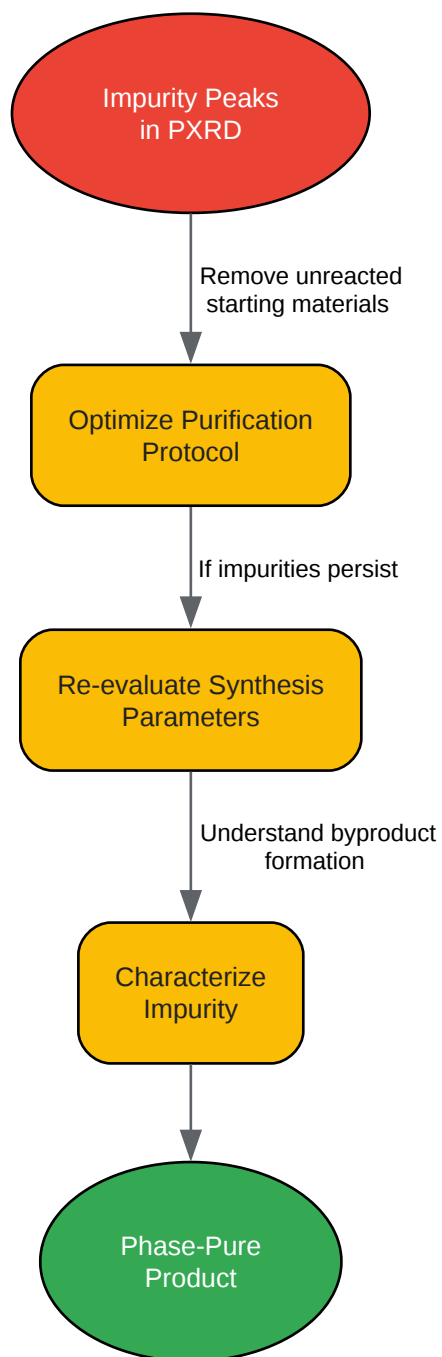 Impurity Peaks
in PXRD
Remove unreacted
starting materials
Optimize Purification
Protocol
If impurities persist
Re-evaluate Synthesis
Parameters
Understand byproduct
formation
Characterize
Impurity
Phase-Pure
Product